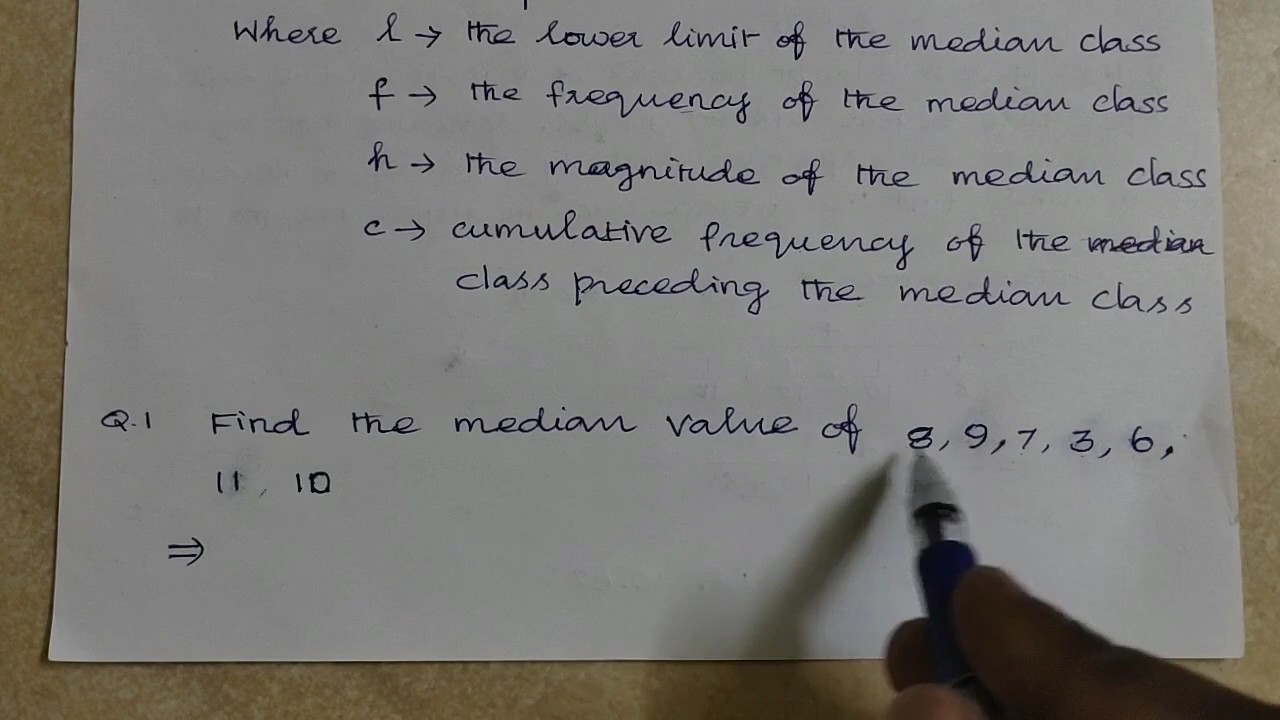 Where l → the lower limit of the median class
f → the frequency of the median class
h → the magnitude of the median class
c → cumulative frequency of the median
class preceding the median class
Q.1 Find the median value of 8, 9, 7, 3, 6,
11, 10
⇒